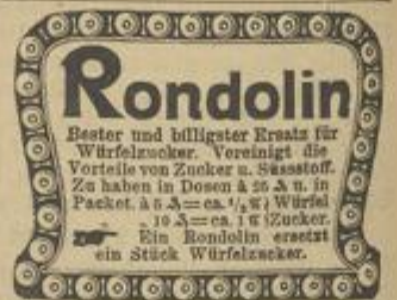 Rondolin
Bester und billigster Ersatz für
Würfelzucker. Vereinigt die
Vorteile von Zucker u. Süssstoff.
Zu haben in Dosen à 25 ₰ u. in
Packet. à 5 ₰ = ca. 1/2 ℔ } Würfel
„ 10 ₰ = ca. 1 ℔ } Zucker.
Ein Rondolin ersetzt
ein Stück Würfelzucker.